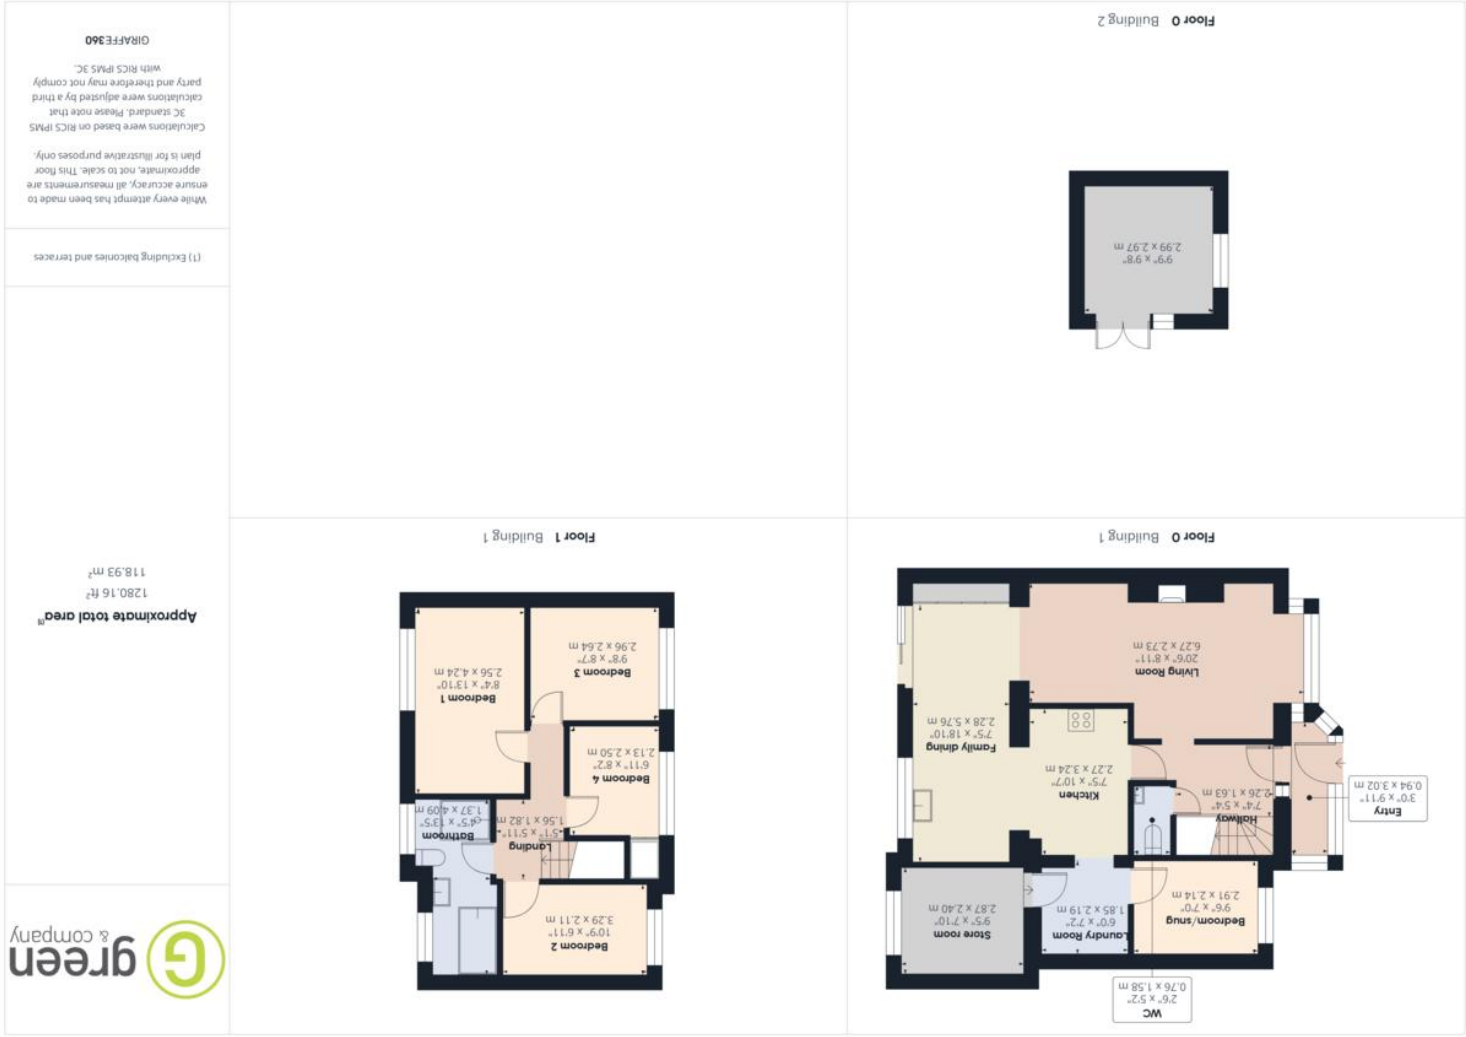 WC
2'6" x 5'2"
0.76 x 1.58 m
Bedroom/snug
9'6" x 7'0"
2.91 x 2.14 m
Laundry Room
6'0" x 7'2"
1.85 x 2.19 m
Store room
9'5" x 7'10"
2.87 x 2.40 m
Entry
3'0" x 9'11"
0.94 x 3.02 m
Hallway
7'4" x 5'4"
2.26 x 1.63 m
Kitchen
7'5" x 10'7"
2.27 x 3.24 m
Family dining
7'5" x 18'10"
2.28 x 5.76 m
Living Room
20'6" x 8'11"
6.27 x 2.73 m
Floor 0 Building 1
Bedroom 2
10'9" x 6'11"
3.29 x 2.11 m
Landing
5'1" x 5'11"
1.56 x 1.82 m
Bathroom
4'5" x 13'5"
1.37 x 4.09 m
Bedroom 4
6'11" x 8'2"
2.13 x 2.50 m
Bedroom 3
9'8" x 8'7"
2.96 x 2.64 m
Bedroom 1
8'4" x 13'10"
2.56 x 4.24 m
Floor 1 Building 1
9'9" x 9'8"
2.99 x 2.97 m
Floor 0 Building 2
G green
& company
Approximate total area(1)
1280.16 ft²
118.93 m²
(1) Excluding balconies and terraces
While every attempt has been made to
ensure accuracy, all measurements are
approximate, not to scale. This floor
plan is for illustrative purposes only.
Calculations were based on RICS IPMS
3C standard. Please note that
calculations were adjusted by a third
party and therefore may not comply
with RICS IPMS 3C.
GIRAFFE360